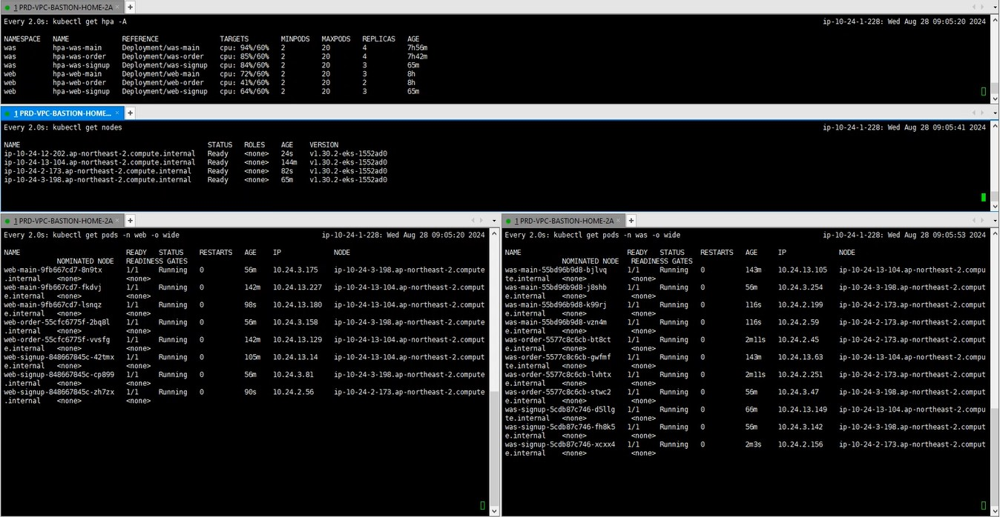 1 PRD-VPC-BASTION-HOME-2A × +
Every 2.0s: kubectl get hpa -A ip-10-24-1-228: Wed Aug 28 09:05:20 2024
NAMESPACE NAME REFERENCE TARGETS MINPODS MAXPODS REPLICAS AGE
was hpa-was-main Deployment/was-main cpu: 94%/60% 2 20 4 7h56m
was hpa-was-order Deployment/was-order cpu: 85%/60% 2 20 4 7h42m
was hpa-was-signup Deployment/was-signup cpu: 84%/60% 2 20 3 65m
web hpa-web-main Deployment/web-main cpu: 72%/60% 2 20 3 8h
web hpa-web-order Deployment/web-order cpu: 41%/60% 2 20 2 8h
web hpa-web-signup Deployment/web-signup cpu: 64%/60% 2 20 3 65m
1 PRD-VPC-BASTION-HOME... × +
Every 2.0s: kubectl get nodes ip-10-24-1-228: Wed Aug 28 09:05:41 2024
NAME STATUS ROLES AGE VERSION
ip-10-24-12-202.ap-northeast-2.compute.internal Ready <none> 24s v1.30.2-eks-1552ad0
ip-10-24-13-104.ap-northeast-2.compute.internal Ready <none> 144m v1.30.2-eks-1552ad0
ip-10-24-2-173.ap-northeast-2.compute.internal Ready <none> 82s v1.30.2-eks-1552ad0
ip-10-24-3-198.ap-northeast-2.compute.internal Ready <none> 65m v1.30.2-eks-1552ad0
1 PRD-VPC-BASTION-HOME-2A × +
Every 2.0s: kubectl get pods -n web -o wide ip-10-24-1-228: Wed Aug 28 09:05:20 2024
NAME READY STATUS RESTARTS AGE IP NODE
NOMINATED NODE READINESS GATES
web-main-9fb667cd7-8n9tx 1/1 Running 0 56m 10.24.3.175 ip-10-24-3-198.ap-northeast-2.compute
.internal <none> <none>
web-main-9fb667cd7-fkdvj 1/1 Running 0 142m 10.24.13.227 ip-10-24-13-104.ap-northeast-2.comput
e.internal <none> <none>
web-main-9fb667cd7-lsnqz 1/1 Running 0 98s 10.24.13.180 ip-10-24-13-104.ap-northeast-2.comput
e.internal <none> <none>
web-order-55cfc6775f-2bq8l 1/1 Running 0 56m 10.24.3.158 ip-10-24-3-198.ap-northeast-2.compute
.internal <none> <none>
web-order-55cfc6775f-vvsfg 1/1 Running 0 142m 10.24.13.129 ip-10-24-13-104.ap-northeast-2.comput
e.internal <none> <none>
web-signup-848667845c-42tmx 1/1 Running 0 105m 10.24.13.14 ip-10-24-13-104.ap-northeast-2.comput
e.internal <none> <none>
web-signup-848667845c-cp899 1/1 Running 0 56m 10.24.3.81 ip-10-24-3-198.ap-northeast-2.compute
.internal <none> <none>
web-signup-848667845c-zh7zx 1/1 Running 0 90s 10.24.2.56 ip-10-24-2-173.ap-northeast-2.compute
.internal <none> <none>
1 PRD-VPC-BASTION-HOME-2A × +
Every 2.0s: kubectl get pods -n was -o wide ip-10-24-1-228: Wed Aug 28 09:05:53 2024
NAME READY STATUS RESTARTS AGE IP NODE
NOMINATED NODE READINESS GATES
was-main-55bd96b9d8-bjlvq 1/1 Running 0 143m 10.24.13.105 ip-10-24-13-104.ap-northeast-2.compu
te.internal <none> <none>
was-main-55bd96b9d8-j8shb 1/1 Running 0 56m 10.24.3.254 ip-10-24-3-198.ap-northeast-2.comput
e.internal <none> <none>
was-main-55bd96b9d8-k99rj 1/1 Running 0 116s 10.24.2.199 ip-10-24-2-173.ap-northeast-2.comput
e.internal <none> <none>
was-main-55bd96b9d8-vzn4m 1/1 Running 0 116s 10.24.2.59 ip-10-24-2-173.ap-northeast-2.comput
e.internal <none> <none>
was-order-5577c8c6cb-bt8ct 1/1 Running 0 2m11s 10.24.2.45 ip-10-24-2-173.ap-northeast-2.comput
e.internal <none> <none>
was-order-5577c8c6cb-gwfmf 1/1 Running 0 143m 10.24.13.63 ip-10-24-13-104.ap-northeast-2.compu
te.internal <none> <none>
was-order-5577c8c6cb-lvhtx 1/1 Running 0 2m11s 10.24.2.251 ip-10-24-2-173.ap-northeast-2.comput
e.internal <none> <none>
was-order-5577c8c6cb-stwc2 1/1 Running 0 56m 10.24.3.47 ip-10-24-3-198.ap-northeast-2.comput
e.internal <none> <none>
was-signup-5cdb87c746-d5llg 1/1 Running 0 66m 10.24.13.149 ip-10-24-13-104.ap-northeast-2.compu
te.internal <none> <none>
was-signup-5cdb87c746-fh8k5 1/1 Running 0 56m 10.24.3.142 ip-10-24-3-198.ap-northeast-2.comput
e.internal <none> <none>
was-signup-5cdb87c746-xcxx4 1/1 Running 0 2m3s 10.24.2.156 ip-10-24-2-173.ap-northeast-2.comput
e.internal <none> <none>